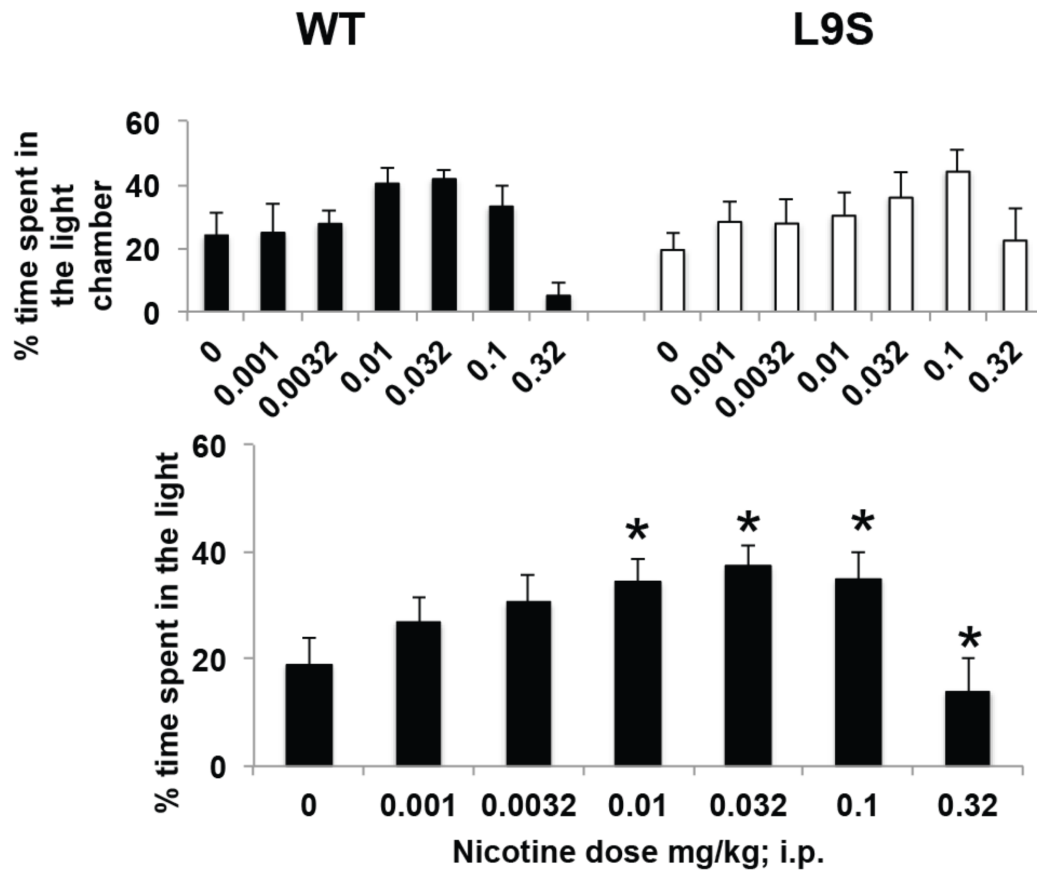 WT L9S
% time spent in
the light
chamber
60
40
20
0
0 0.001 0.0032 0.01 0.032 0.1 0.32 0 0.001 0.0032 0.01 0.032 0.1 0.32
% time spent in the light
60
40
20
0
* * * *
0 0.001 0.0032 0.01 0.032 0.1 0.32
Nicotine dose mg/kg; i.p.